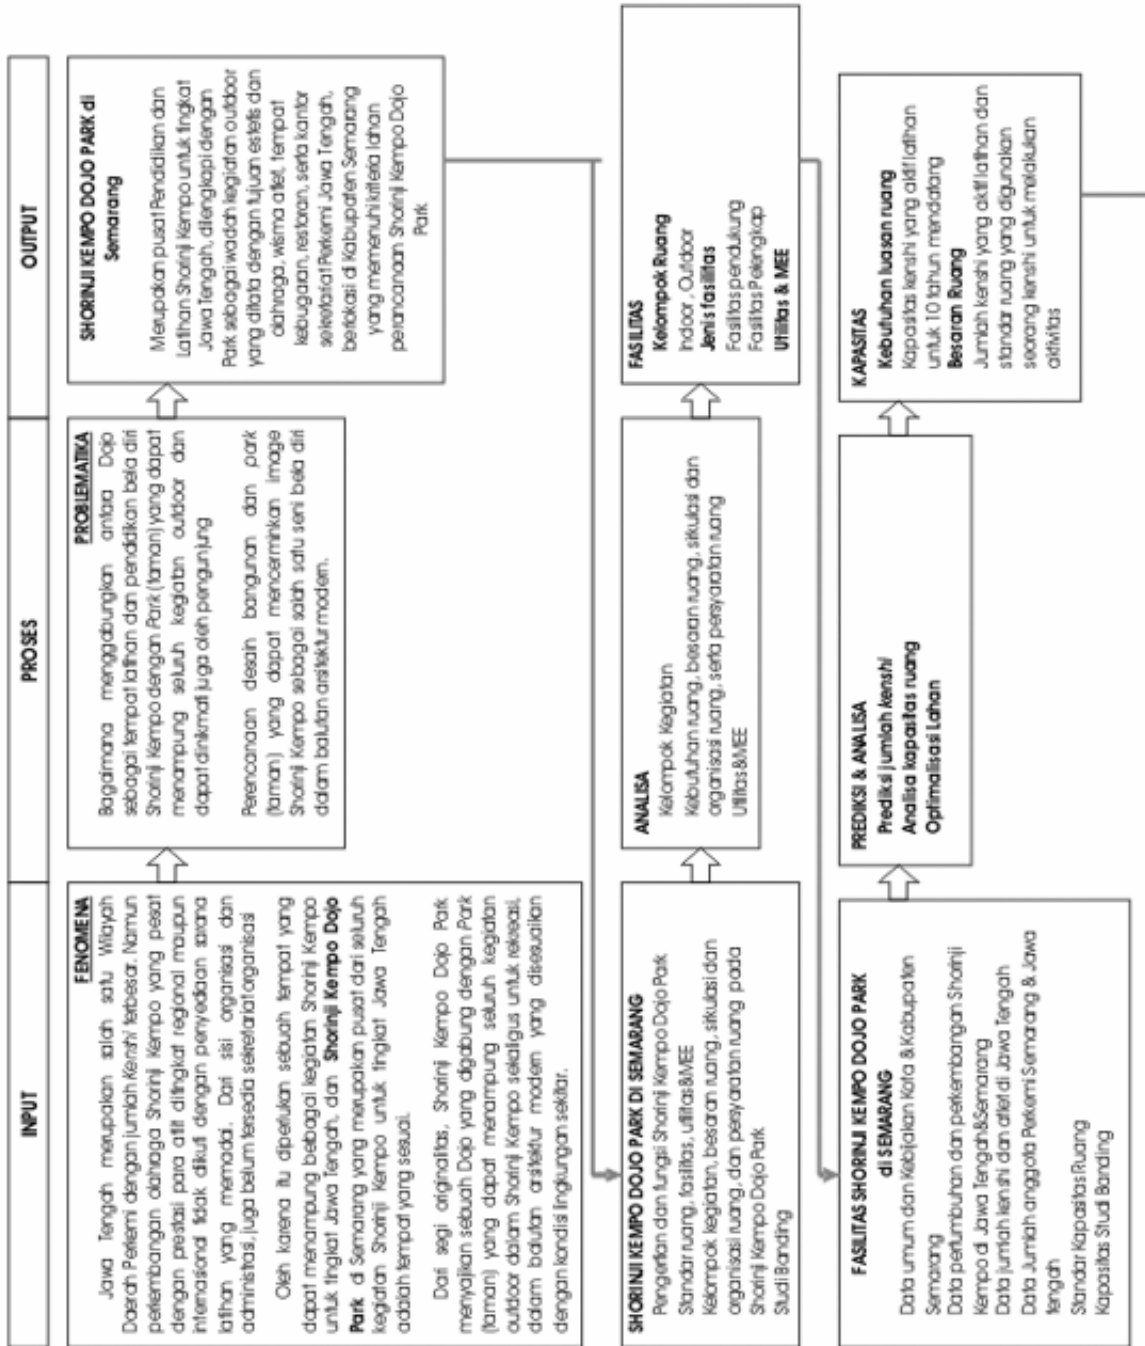 INPUT
PROSES
OUTPUT
FENOMENA
Jawa Tengah merupakan salah satu Wilayah
Daerah Perkemi dengan jumlah Kenshi terbesar. Namun
perkembangan olahraga Shorinji Kempo yang pesat
dengan prestasi para atlit ditingkat regional maupun
internasional tidak diikuti dengan penyediaan sarana
latihan yang memadai. Dari sisi organisasi dan
administrasi, juga belum tersedia sekretariat organisasi
Oleh karena itu diperlukan sebuah tempat yang
dapat menampung berbagai kegiatan Shorinji Kempo
untuk tingkat Jawa Tengah, dan Shorinji Kempo Dojo
Park di Semarang yang merupakan pusat dari seluruh
kegiatan Shorinji Kempo untuk tingkat Jawa Tengah
adalah tempat yang sesuai.
Dari segi originalitas, Shorinji Kempo Dojo Park
menyajikan sebuah Dojo yang digabung dengan Park
(taman) yang dapat menampung seluruh kegiatan
outdoor dalam Shorinji Kempo sekaligus untuk rekreasi,
dalam balutan arsitektur modern yang disesuaikan
dengan kondisi lingkungan sekitar.
PROBLEMATIKA
Bagaimana menggabungkan antara Dojo
sebagai tempat latihan dan pendidikan bela diri
Shorinji Kempo dengan Park (taman) yang dapat
menampung seluruh kegiatan outdoor dan
dapat dinikmati juga oleh pengunjung
Perencanaan desain bangunan dan park
(taman) yang dapat mencerminkan image
Shorinji Kempo sebagai salah satu seni bela diri
dalam balutan arsitektur modern.
SHORINJI KEMPO DOJO PARK di
Semarang
Merupakan pusat Pendidikan dan
Latihan Shorinji Kempo untuk tingkat
Jawa Tengah, dilengkapi dengan
Park sebagai wadah kegiatan outdoor
yang ditata dengan tujuan estetis dan
olahraga, wisma atlet, tempat
kebugaran, restoran, serta kantor
sekretariat Perkemi Jawa Tengah,
berlokasi di Kabupaten Semarang
yang memenuhi kriteria lahan
perancanaan Shorinji Kempo Dojo
Park
SHORINJI KEMPO DOJO PARK DI SEMARANG
Pengertian dan fungsi Shorinji Kempo Dojo Park
Standar ruang, fasilitas, utilitas&MEE
Kelompok kegiatan, besaran ruang, sirkulasi dan
organisasi ruang, dan persyaratan ruang pada
Shorinji Kempo Dojo Park
Studi Banding
ANALISA
Kelompok Kegiatan
Kebutuhan ruang, besaran ruang, sirkulasi dan
organisasi ruang, serta persyaratan ruang
Utilitas&MEE
FASILITAS
Kelompok Ruang
Indoor, Outdoor
Jenis fasilitas
Fasilitas pendukung
Fasilitas Pelengkap
Utilitas & MEE
FASILITAS SHORINJI KEMPO DOJO PARK
di SEMARANG
Data umum dan Kebijakan Kota & Kabupaten
Semarang
Data pertumbuhan dan perkembangan Shorinji
Kempo di Jawa Tengah&Semarang
Data jumlah kenshi dan atlet di Jawa Tengah
Data Jumlah anggota Perkemi Semarang & Jawa
tengah
Standar Kapasitas Ruang
Kapasitas Studi Banding
PREDIKSI & ANALISA
Prediksi jumlah kenshi
Analisa kapasitas ruang
Optimalisasi Lahan
KAPASITAS
Kebutuhan luasan ruang
Kapasitas kenshi yang aktif latihan
untuk 10 tahun mendatang
Besaran Ruang
Jumlah kenshi yang aktif latihan dan
standar ruang yang digunakan
seorang kenshi untuk melakukan
aktivitas